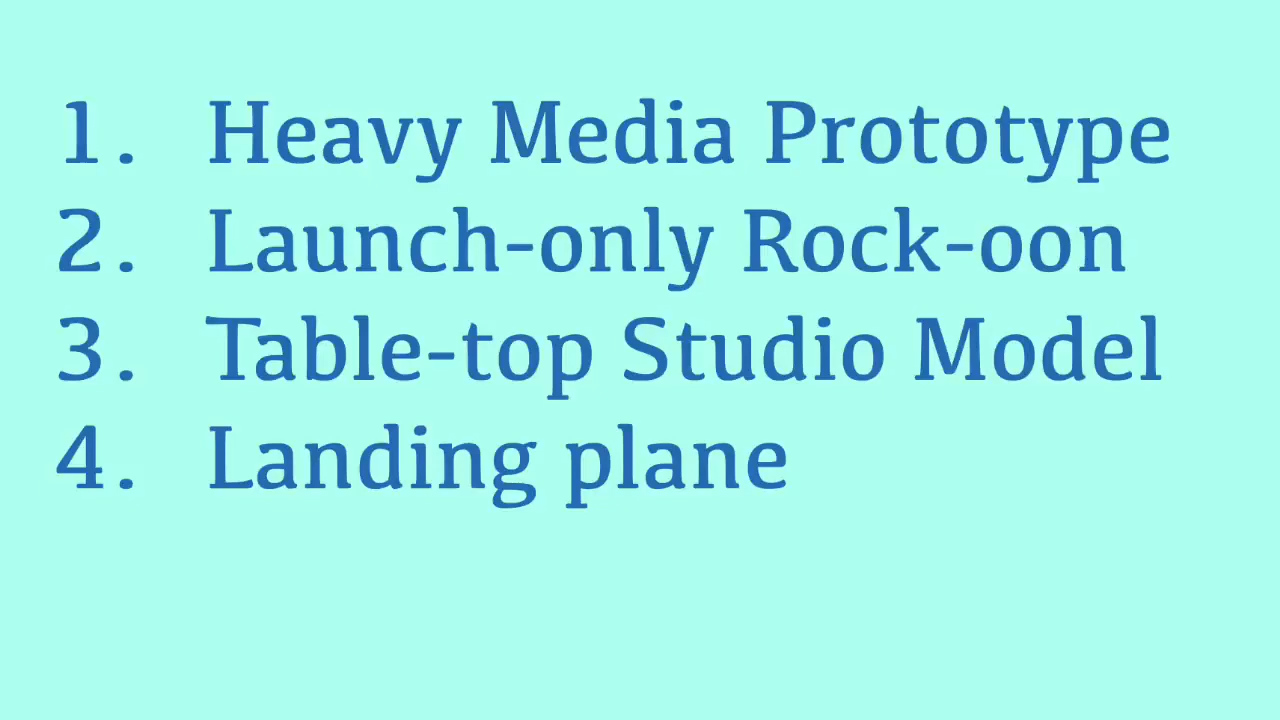 1. Heavy Media Prototype
2. Launch-only Rock-oon
3. Table-top Studio Model
4. Landing plane